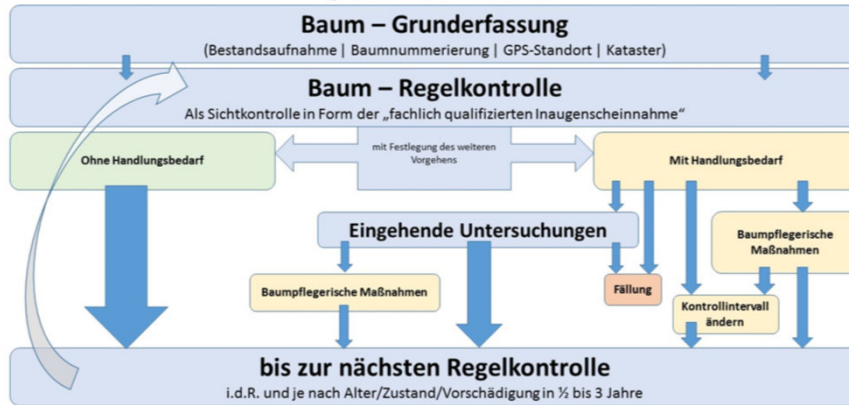 Baum – Grunderfassung
(Bestandsaufnahme | Baumnummerierung | GPS-Standort | Kataster)
Baum – Regelkontrolle
Als Sichtkontrolle in Form der „fachlich qualifizierten Inaugenscheinnahme“
Ohne Handlungsbedarf
mit Festlegung des weiteren
Vorgehens
Mit Handlungsbedarf
Eingehende Untersuchungen
Baumpflegerische
Maßnahmen
Baumpflegerische Maßnahmen
Fällung
Kontrollintervall
ändern
bis zur nächsten Regelkontrolle
i.d.R. und je nach Alter/Zustand/Vorschädigung in ½ bis 3 Jahre